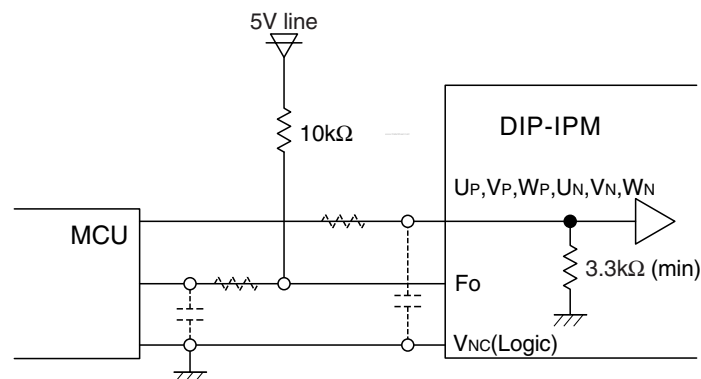 5V line
10kΩ
DIP-IPM
UP,VP,WP,UN,VN,WN
MCU
3.3kΩ (min)
Fo
VNC(Logic)